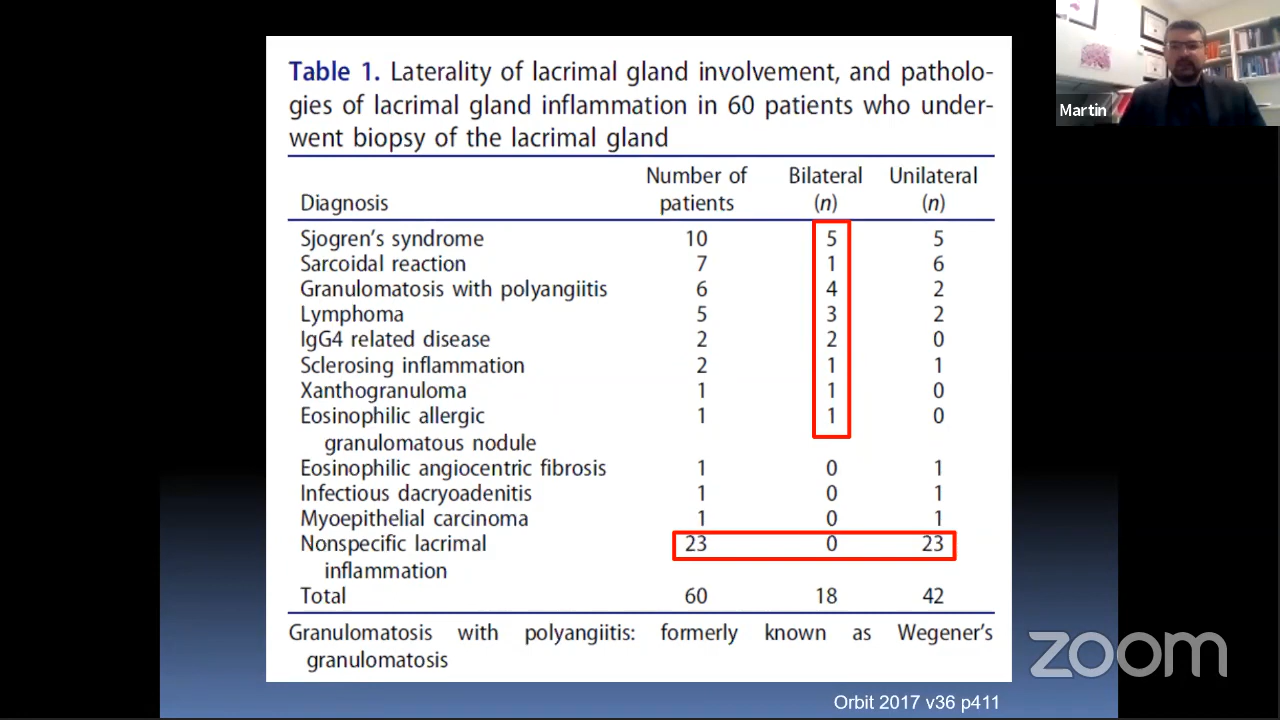 Table 1. Laterality of lacrimal gland involvement, and patholo-
gies of lacrimal gland inflammation in 60 patients who under-
went biopsy of the lacrimal gland
Number of Bilateral Unilateral
Diagnosis patients (n) (n)
Sjogren's syndrome 10 5 5
Sarcoidal reaction 7 1 6
Granulomatosis with polyangiitis 6 4 2
Lymphoma 5 3 2
IgG4 related disease 2 2 0
Sclerosing inflammation 2 1 1
Xanthogranuloma 1 1 0
Eosinophilic allergic 1 1 0
granulomatous nodule
Eosinophilic angiocentric fibrosis 1 0 1
Infectious dacryoadenitis 1 0 1
Myoepithelial carcinoma 1 0 1
Nonspecific lacrimal 23 0 23
inflammation
Total 60 18 42
Granulomatosis with polyangiitis: formerly known as Wegener's
granulomatosis
Orbit 2017 v36 p411
Martin
zoom